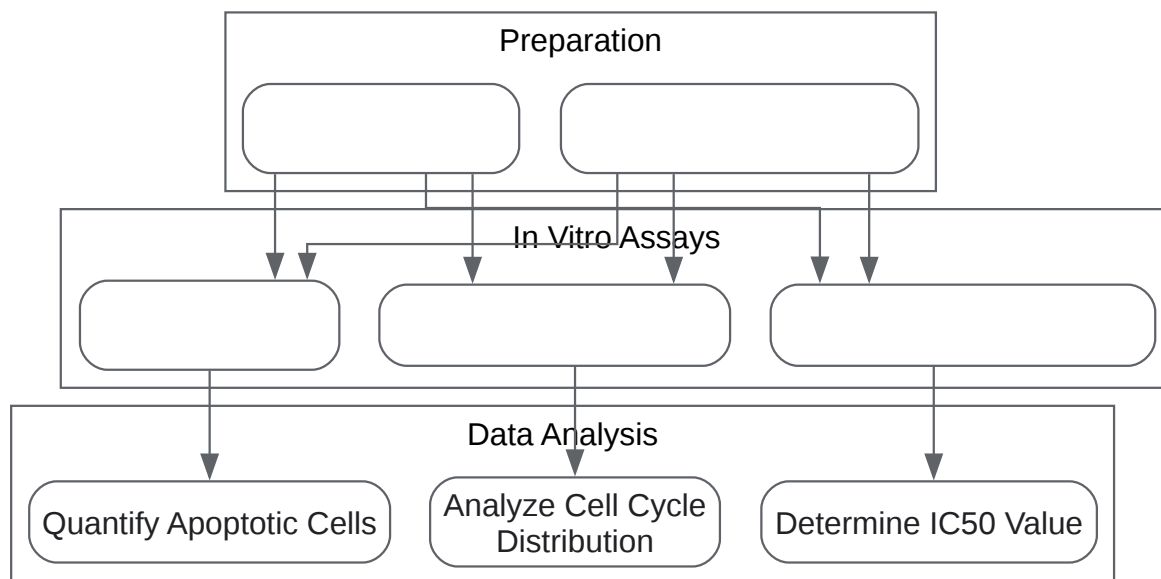 Preparation
In Vitro Assays
Data Analysis
Quantify Apoptotic Cells
Analyze Cell Cycle
Distribution
Determine IC50 Value